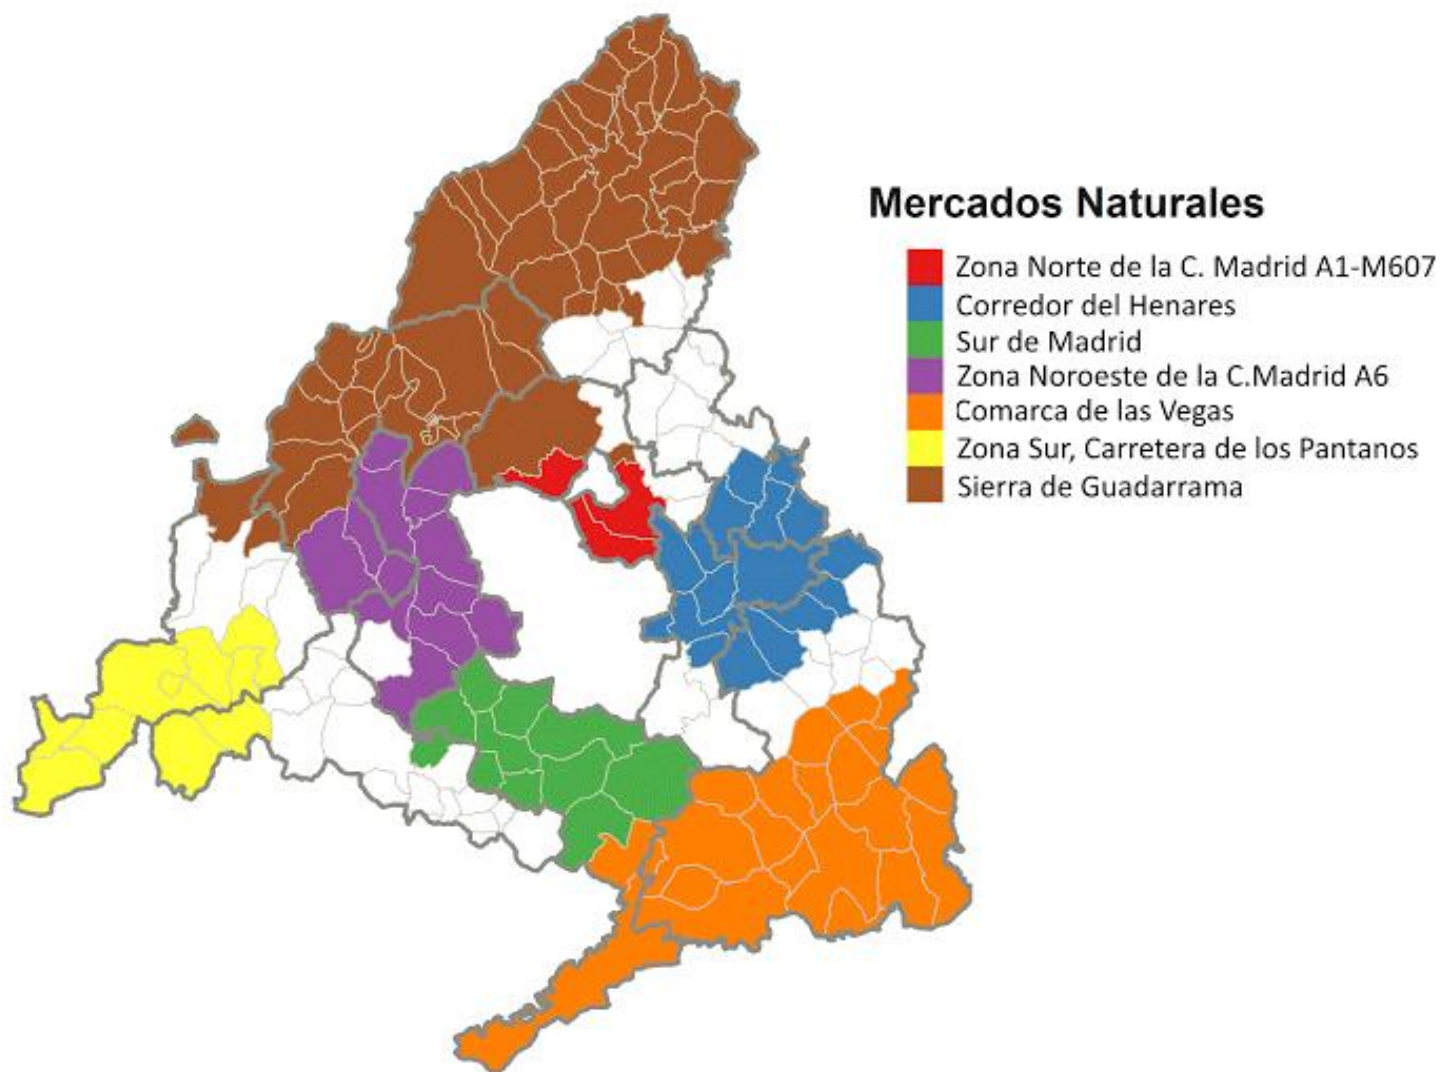 Mercados Naturales
Zona Norte de la C. Madrid A1-M607
Corredor del Henares
Sur de Madrid
Zona Noroeste de la C.Madrid A6
Comarca de las Vegas
Zona Sur, Carretera de los Pantanos
Sierra de Guadarrama